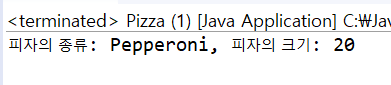 <terminated> Pizza (1) [Java Application] C:₩Jav
피자의 종류: Pepperoni, 피자의 크기: 20